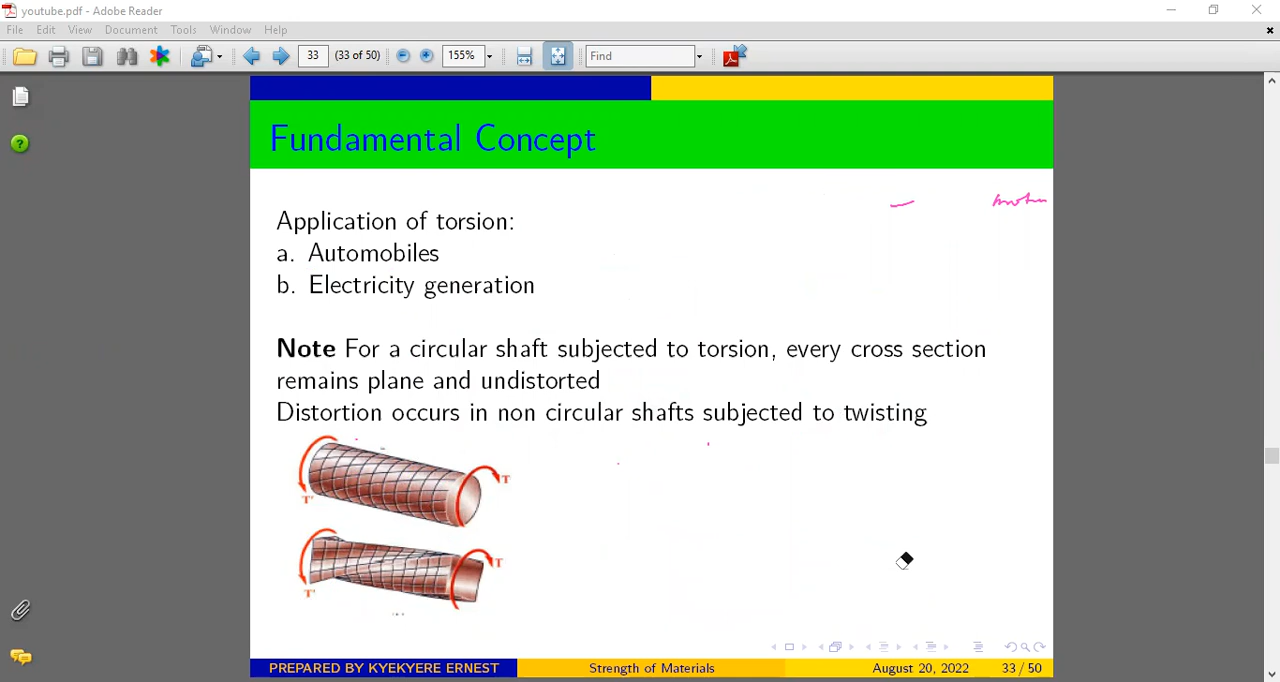 youtube.pdf - Adobe Reader
File Edit View Document Tools Window Help
33 (33 of 50) 155% Find
Fundamental Concept
Application of torsion:
a. Automobiles
b. Electricity generation
Note For a circular shaft subjected to torsion, every cross section
remains plane and undistorted
Distortion occurs in non circular shafts subjected to twisting
T
T'
T
T'
PREPARED BY KYEKYERE ERNEST Strength of Materials August 20, 2022 33 / 50